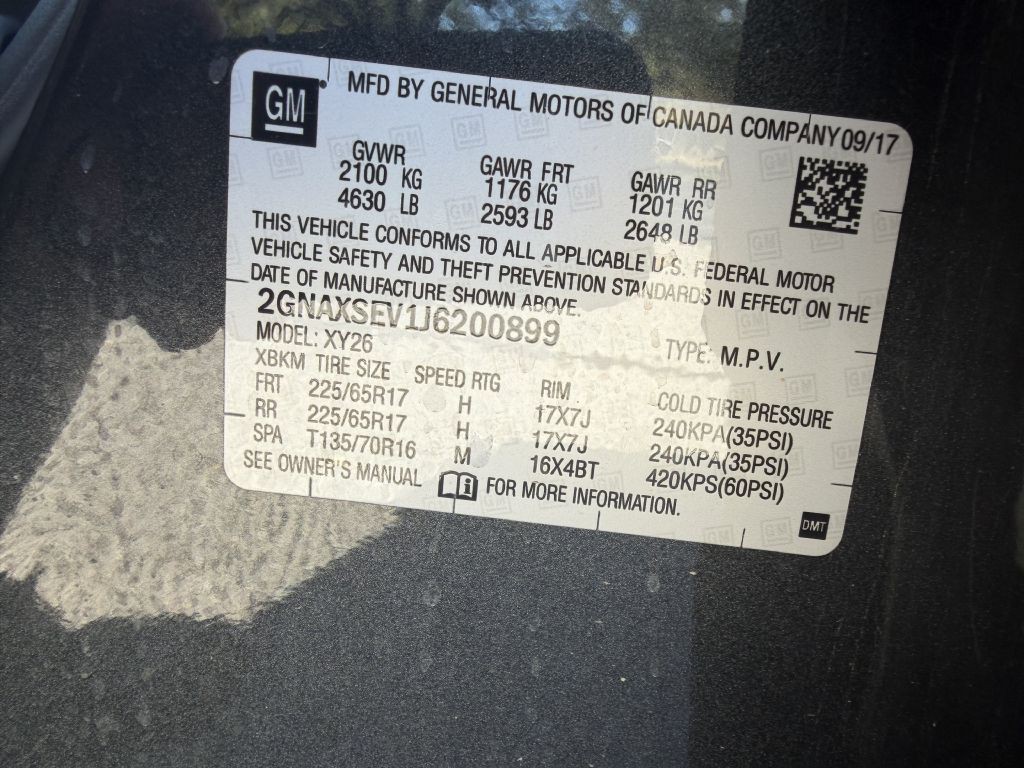 GM
MFD BY GENERAL MOTORS OF CANADA COMPANY 09/17
GVWR GAWR FRT GAWR RR
2100 KG 1176 KG 1201 KG
4630 LB 2593 LB 2648 LB
THIS VEHICLE CONFORMS TO ALL APPLICABLE U.S. FEDERAL MOTOR
VEHICLE SAFETY AND THEFT PREVENTION STANDARDS IN EFFECT ON THE
DATE OF MANUFACTURE SHOWN ABOVE.
2GNAXSEV1J6200899
MODEL: XY26 TYPE: M.P.V.
XBKM TIRE SIZE SPEED RTG RIM COLD TIRE PRESSURE
FRT 225/65R17 H 17X7J 240KPA(35PSI)
RR 225/65R17 H 17X7J 240KPA(35PSI)
SPA T135/70R16 M 16X4BT 420KPS(60PSI)
SEE OWNER'S MANUAL FOR MORE INFORMATION.
DMT